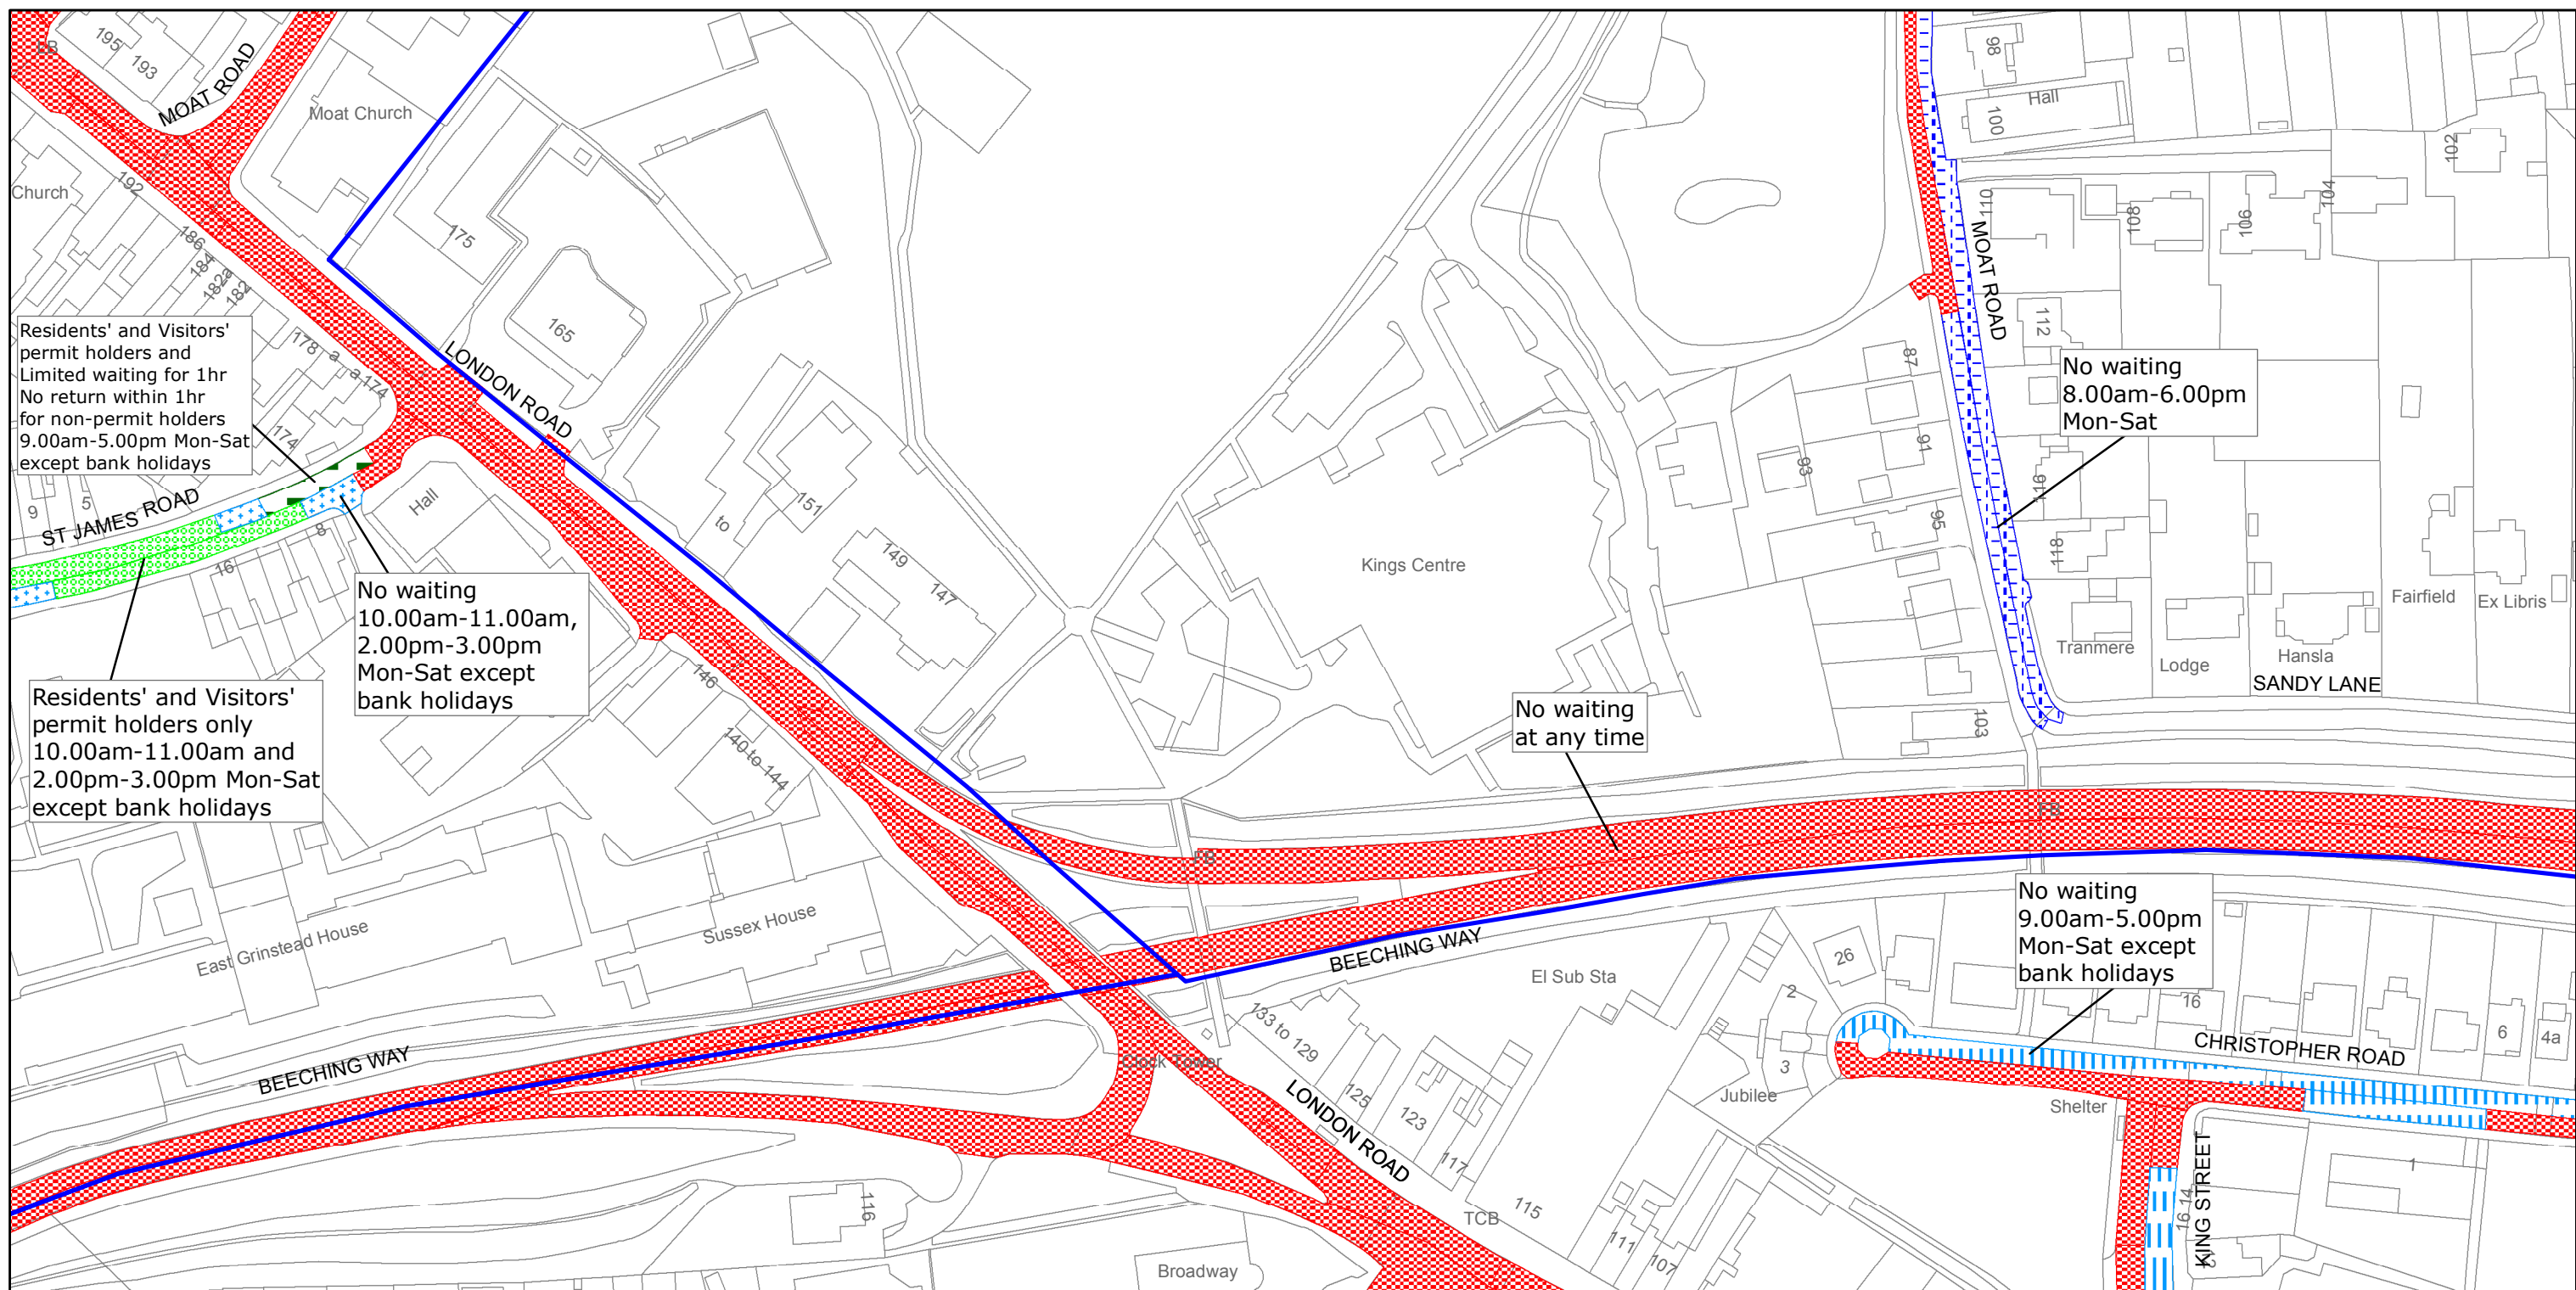 195
193
MOAT ROAD
Moat Church
Church
192
186
184
182a
182
178
a
a
174
174
175
165
LONDON ROAD
Residents' and Visitors'
permit holders and
Limited waiting for 1hr
No return within 1hr
for non-permit holders
9.00am-5.00pm Mon-Sat
except bank holidays
9
5
ST JAMES ROAD
Hall
8
16
No waiting
10.00am-11.00am,
2.00pm-3.00pm
Mon-Sat except
bank holidays
Residents' and Visitors'
permit holders only
10.00am-11.00am and
2.00pm-3.00pm Mon-Sat
except bank holidays
to
151
149
147
146
140 to 144
Kings Centre
98
Hall
100
102
110
108
106
104
MOAT ROAD
112
No waiting
8.00am-6.00pm
Mon-Sat
87
91
93
95
116
118
Tranmere
Lodge
Hansla
Fairfield
Ex Libris
SANDY LANE
103
No waiting
at any time
FB
FB
East Grinstead House
Sussex House
BEECHING WAY
BEECHING WAY
El Sub Sta
26
2
3
Jubilee
No waiting
9.00am-5.00pm
Mon-Sat except
bank holidays
16
6
4a
CHRISTOPHER ROAD
Shelter
Clock Tower
133 to 129
125
123
117
LONDON ROAD
115
TCB
111
107
116
Broadway
KING STREET
16
14
12
1